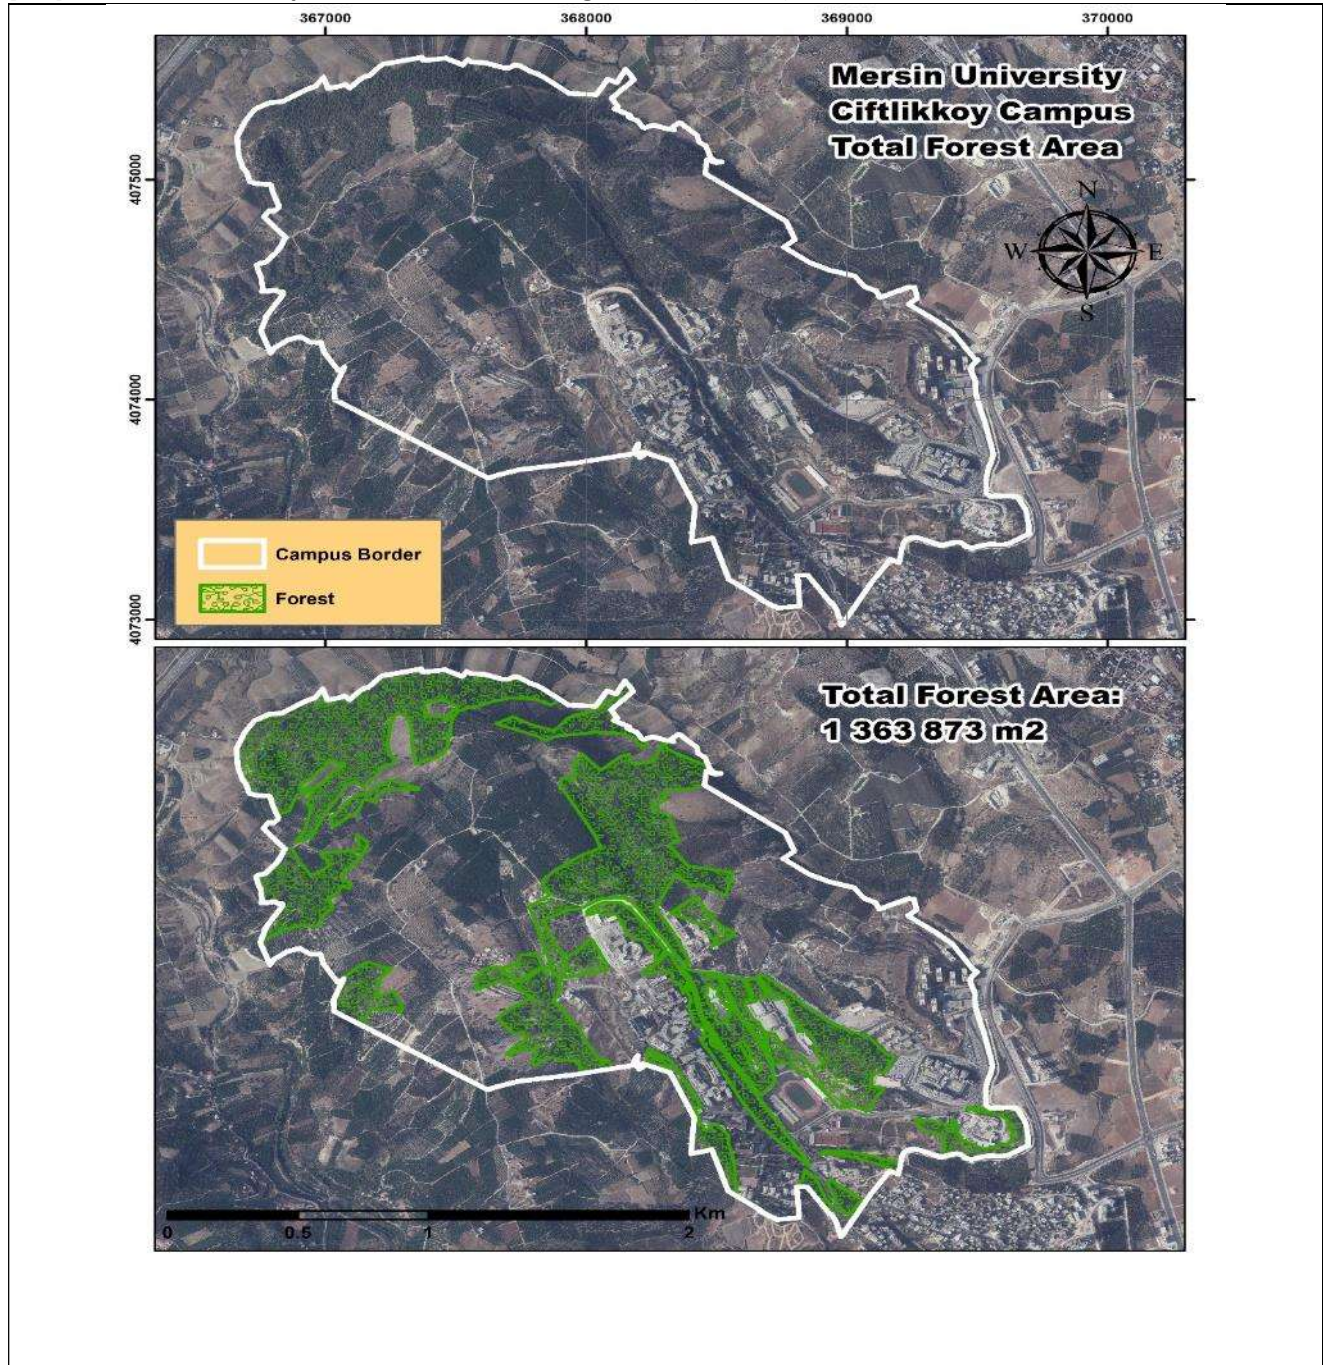 367000 368000 369000 370000
Mersin University
Ciftlikkoy Campus
Total Forest Area
4075000
4074000
4073000
N
W E
S
Campus Border
Forest
Total Forest Area:
1 363 873 m2
Km
0 0.5 1 2